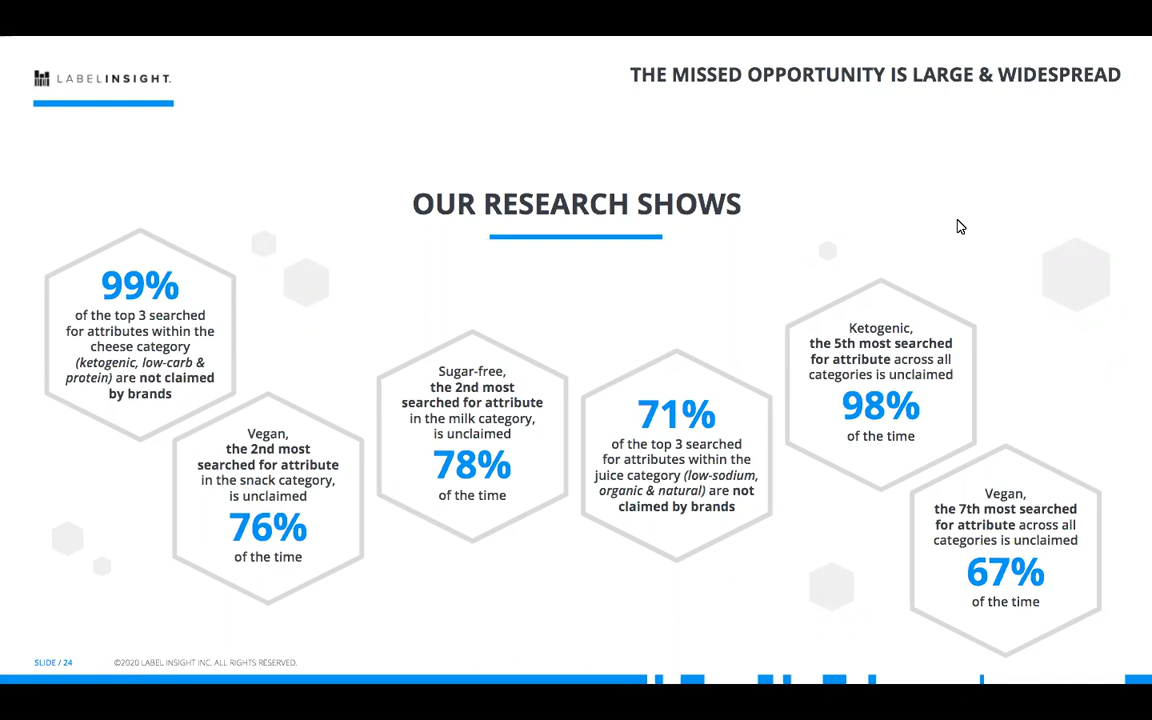 LABELINSIGHT.
THE MISSED OPPORTUNITY IS LARGE & WIDESPREAD
OUR RESEARCH SHOWS
99%
of the top 3 searched
for attributes within the
cheese category
(ketogenic, low-carb &
protein) are not claimed
by brands
Vegan,
the 2nd most
searched for attribute
in the snack category,
is unclaimed
76%
of the time
Sugar-free,
the 2nd most
searched for attribute
in the milk category,
is unclaimed
78%
of the time
71%
of the top 3 searched
for attributes within the
juice category (low-sodium,
organic & natural) are not
claimed by brands
Ketogenic,
the 5th most searched
for attribute across all
categories is unclaimed
98%
of the time
Vegan,
the 7th most searched
for attribute across all
categories is unclaimed
67%
of the time
SLIDE / 24
©2020 LABEL INSIGHT INC. ALL RIGHTS RESERVED.